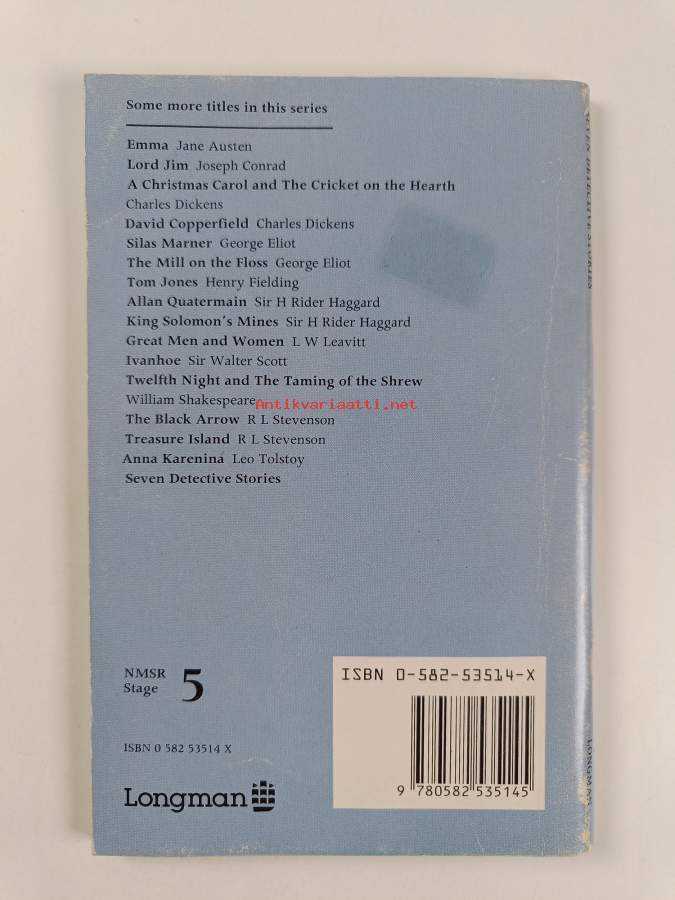 Some more titles in this series
Emma Jane Austen
Lord Jim Joseph Conrad
A Christmas Carol and The Cricket on the Hearth
Charles Dickens
David Copperfield Charles Dickens
Silas Marner George Eliot
The Mill on the Floss George Eliot
Tom Jones Henry Fielding
Allan Quatermain Sir H Rider Haggard
King Solomon's Mines Sir H Rider Haggard
Great Men and Women L W Leavitt
Ivanhoe Sir Walter Scott
Twelfth Night and The Taming of the Shrew
William Shakespeare
Antikvariaatti.net
The Black Arrow R L Stevenson
Treasure Island R L Stevenson
Anna Karenina Leo Tolstoy
Seven Detective Stories
NMSR
Stage 5
ISBN 0 582 53514 X
Longman
ISBN 0-582-53514-X
9 780582 535145
SEVEN DETECTIVE STORIES
LONGMAN